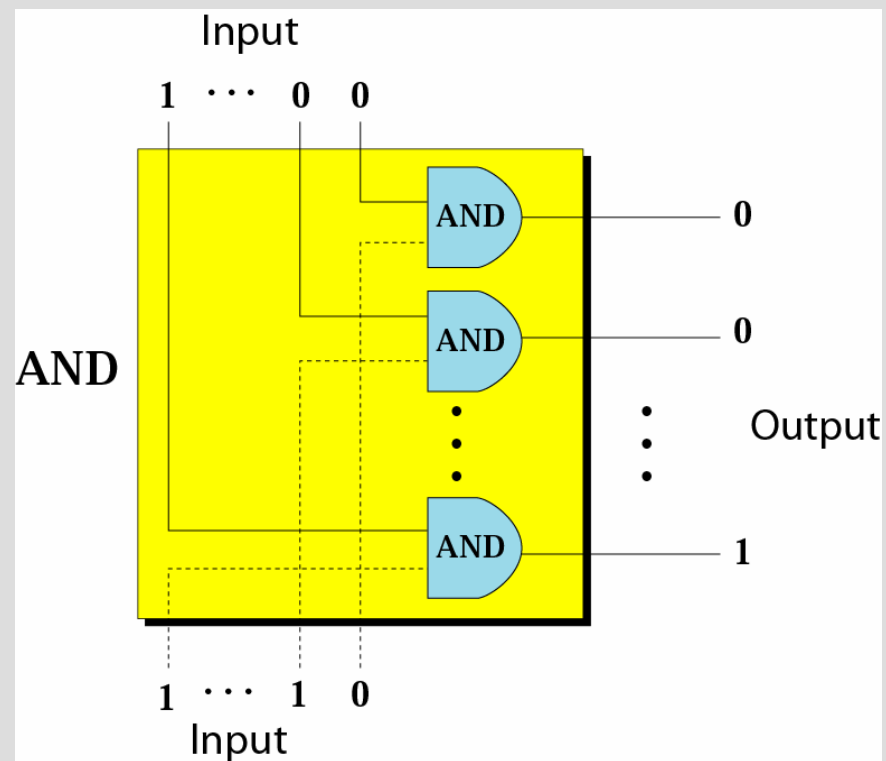 Input
1 ··· 0 0
AND
0
AND
0
AND
Output
AND
1
1 ··· 1 0
Input